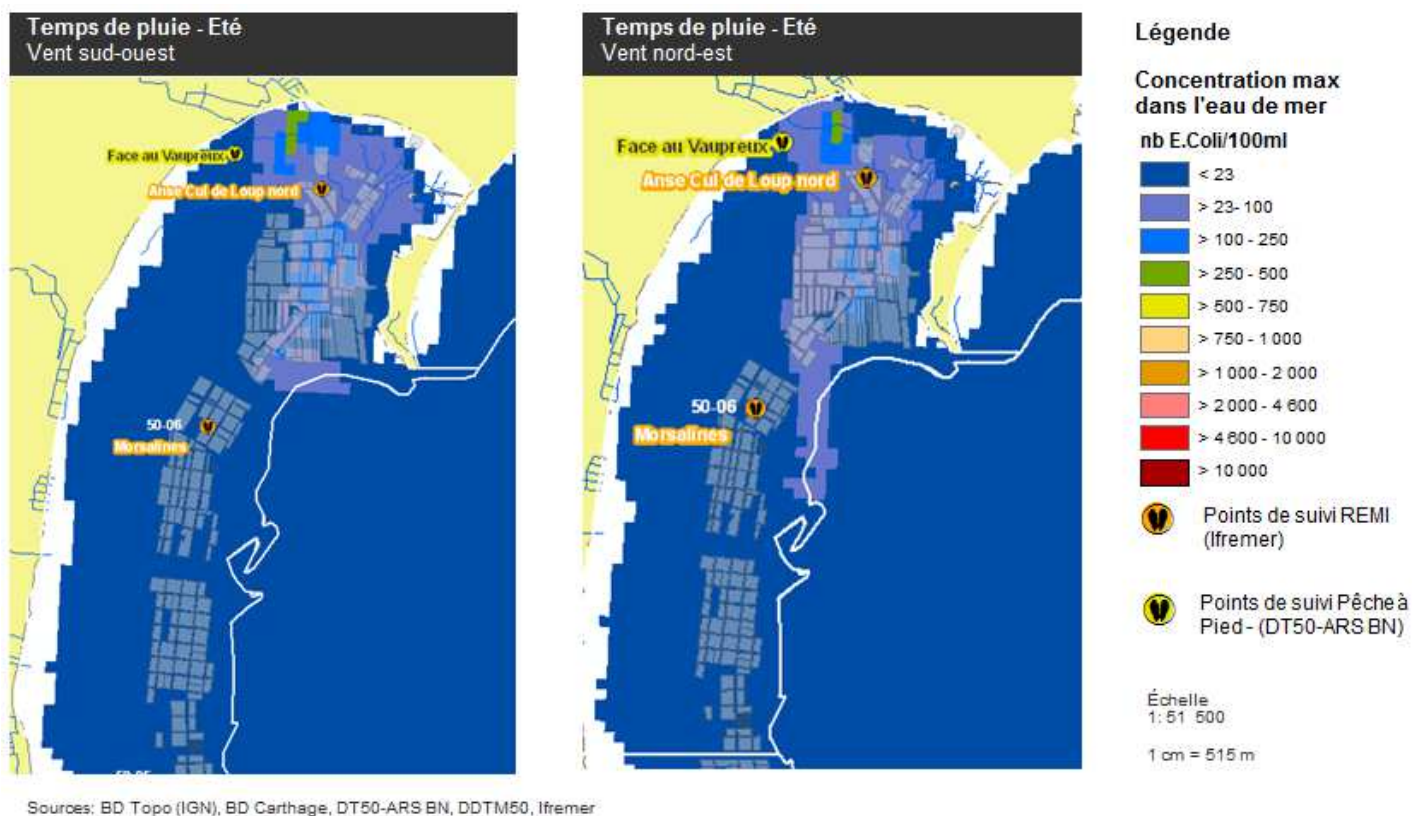 Temps de pluie - Eté
Vent sud-ouest
Face au Vaupreux
Anse Cul de Loup nord
50-06
Morsalines
Temps de pluie - Eté
Vent nord-est
Face au Vaupreux
Anse Cul de Loup nord
50-06
Morsalines
Légende
Concentration max
dans l'eau de mer
nb E.Coli/100ml
< 23
> 23- 100
> 100 - 250
> 250 - 500
> 500 - 750
> 750 - 1 000
> 1 000 - 2 000
> 2 000 - 4 600
> 4 600 - 10 000
> 10 000
Points de suivi REMI
(Ifremer)
Points de suivi Pêche à
Pied - (DT50-ARS BN)
Échelle
1: 51 500
1 cm = 515 m
Sources: BD Topo (IGN), BD Carthage, DT50-ARS BN, DDTM50, Ifremer